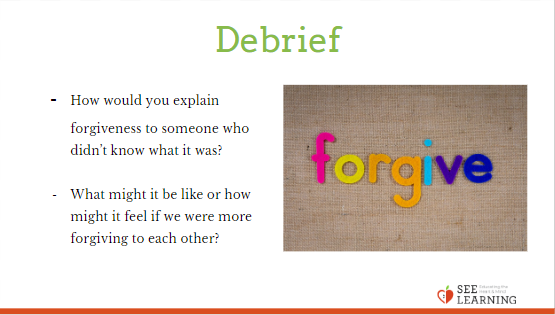 Debrief
- How would you explain
forgiveness to someone who
didn't know what it was?
- What might it be like or how
might it feel if we were more
forgiving to each other?
forgive
SEE
LEARNING